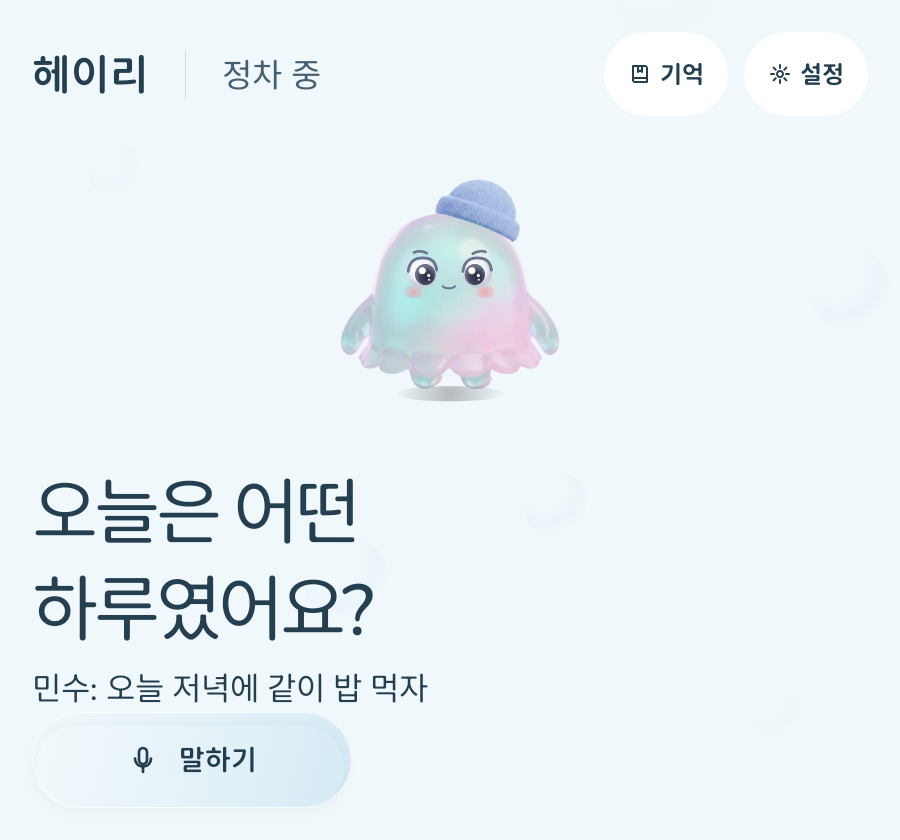 헤이리
정차 중
기억
설정
오늘은 어떤
하루였어요?
민수: 오늘 저녁에 같이 밥 먹자
말하기